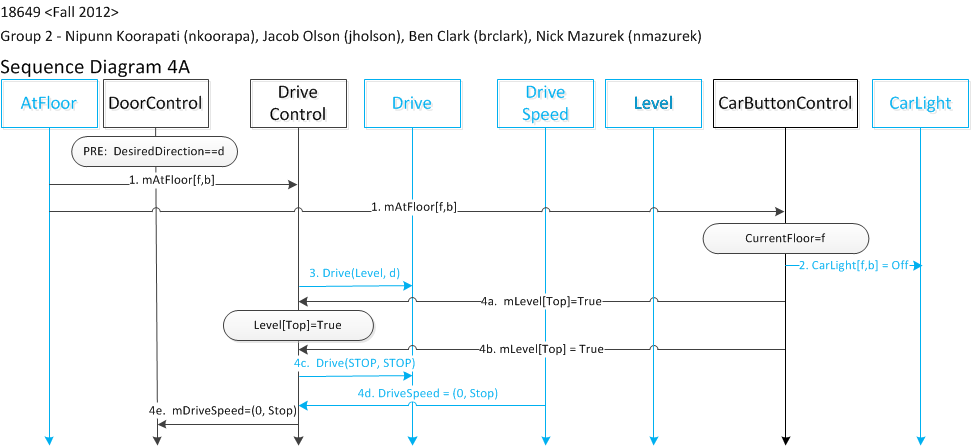 18649 <Fall 2012>
Group 2 - Nipunn Koorapati (nkoorapa), Jacob Olson (jholson), Ben Clark (brclark), Nick Mazurek (nmazurek)
Sequence Diagram 4A
AtFloor
DoorControl
Drive
Control
Drive
Drive
Speed
Level
CarButtonControl
CarLight
PRE: DesiredDirection==d
1. mAtFloor[f,b]
1. mAtFloor[f,b]
CurrentFloor=f
2. CarLight[f,b] = Off
3. Drive(Level, d)
4a. mLevel[Top]=True
Level[Top]=True
4b. mLevel[Top] = True
4c. Drive(STOP, STOP)
4d. DriveSpeed = (0, Stop)
4e. mDriveSpeed=(0, Stop)